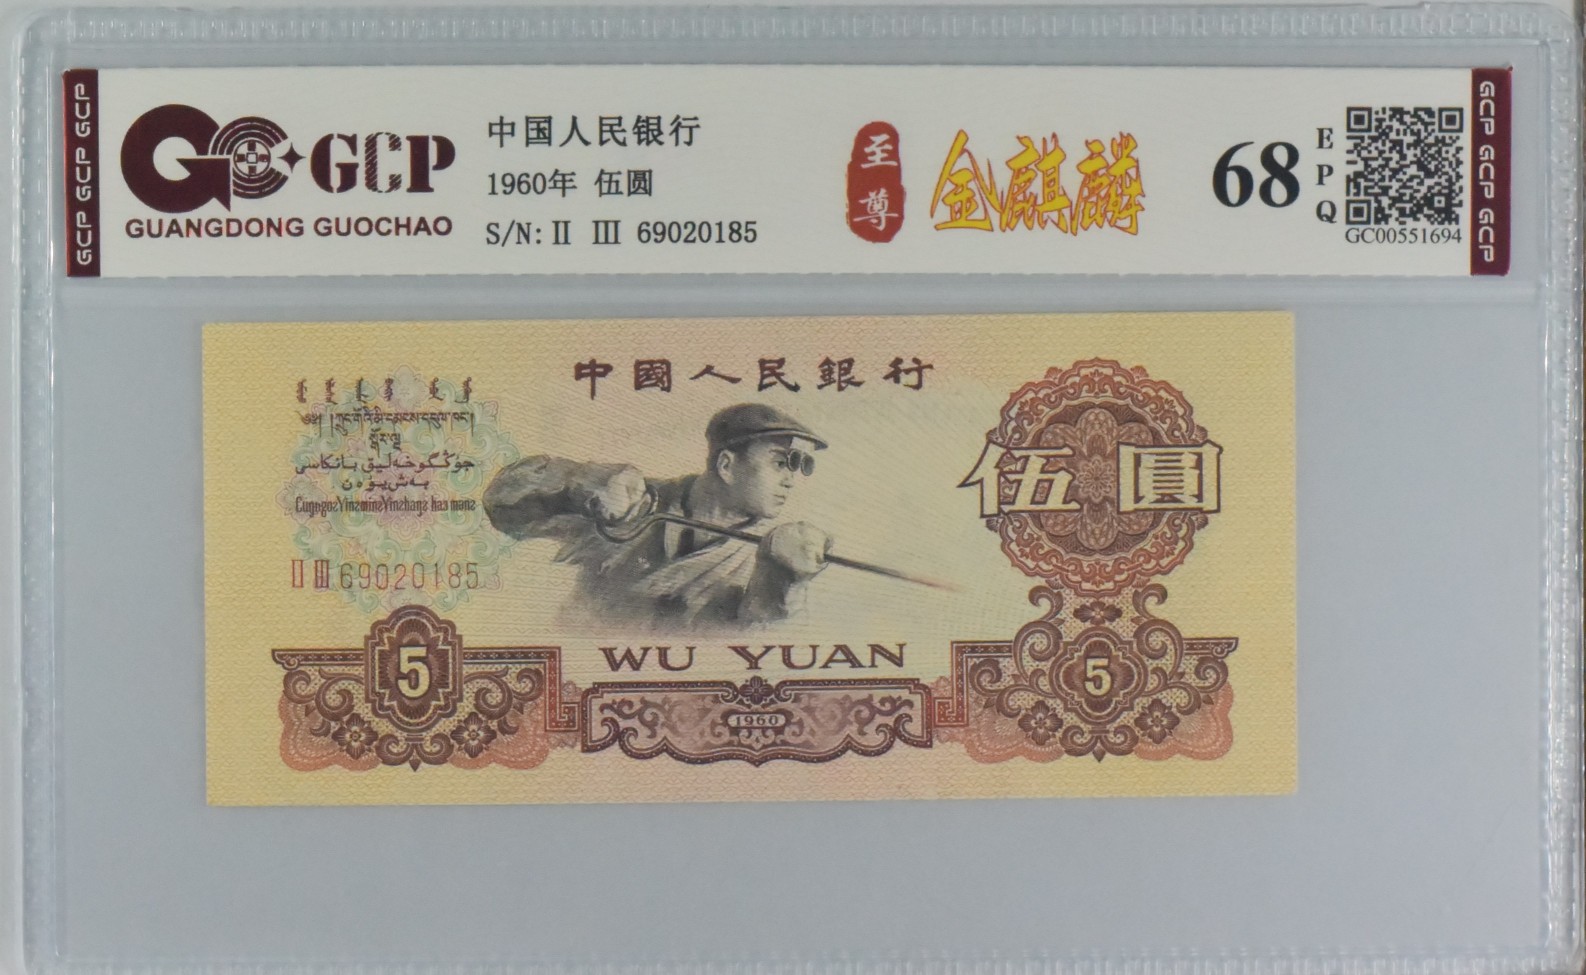 GCP GCP GCP
GCP
GUANGDONG GUOCHAO
中国人民银行
1960年 伍圆
S/N: II III 69020185
至尊
金麒麟
68
EPQ
GC00551694
GCP GCP GCP
中國人民銀行
伍圓
II III 69020185
5
WU YUAN
5
1960